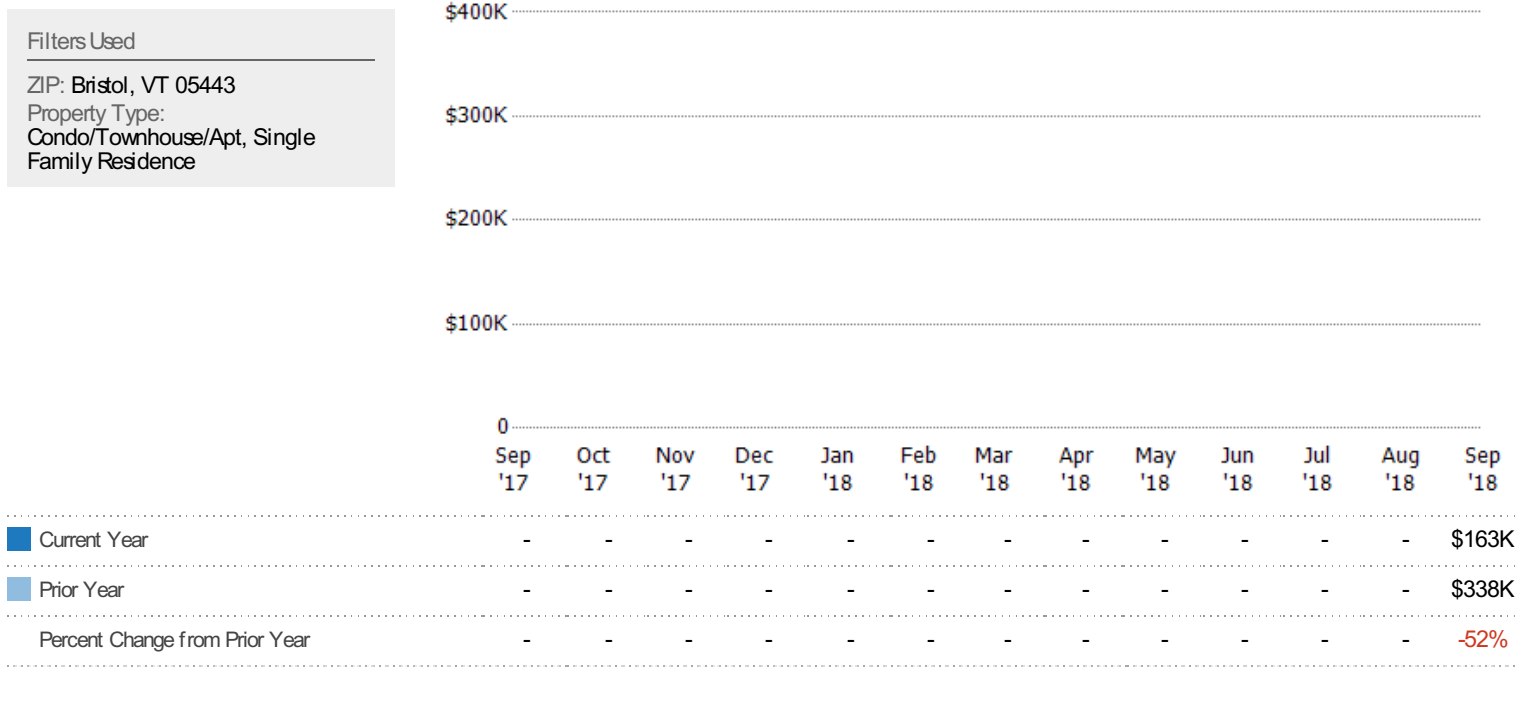 Filters Used
ZIP: Bristol, VT 05443
Property Type:
Condo/Townhouse/Apt, Single
Family Residence
$400K
$300K
$200K
$100K
0
Sep Oct Nov Dec Jan Feb Mar Apr May Jun Jul Aug Sep
'17 '17 '17 '17 '18 '18 '18 '18 '18 '18 '18 '18 '18
Current Year - - - - - - - - - - - - $163K
Prior Year - - - - - - - - - - - - $338K
Percent Change from Prior Year - - - - - - - - - - - - -52%